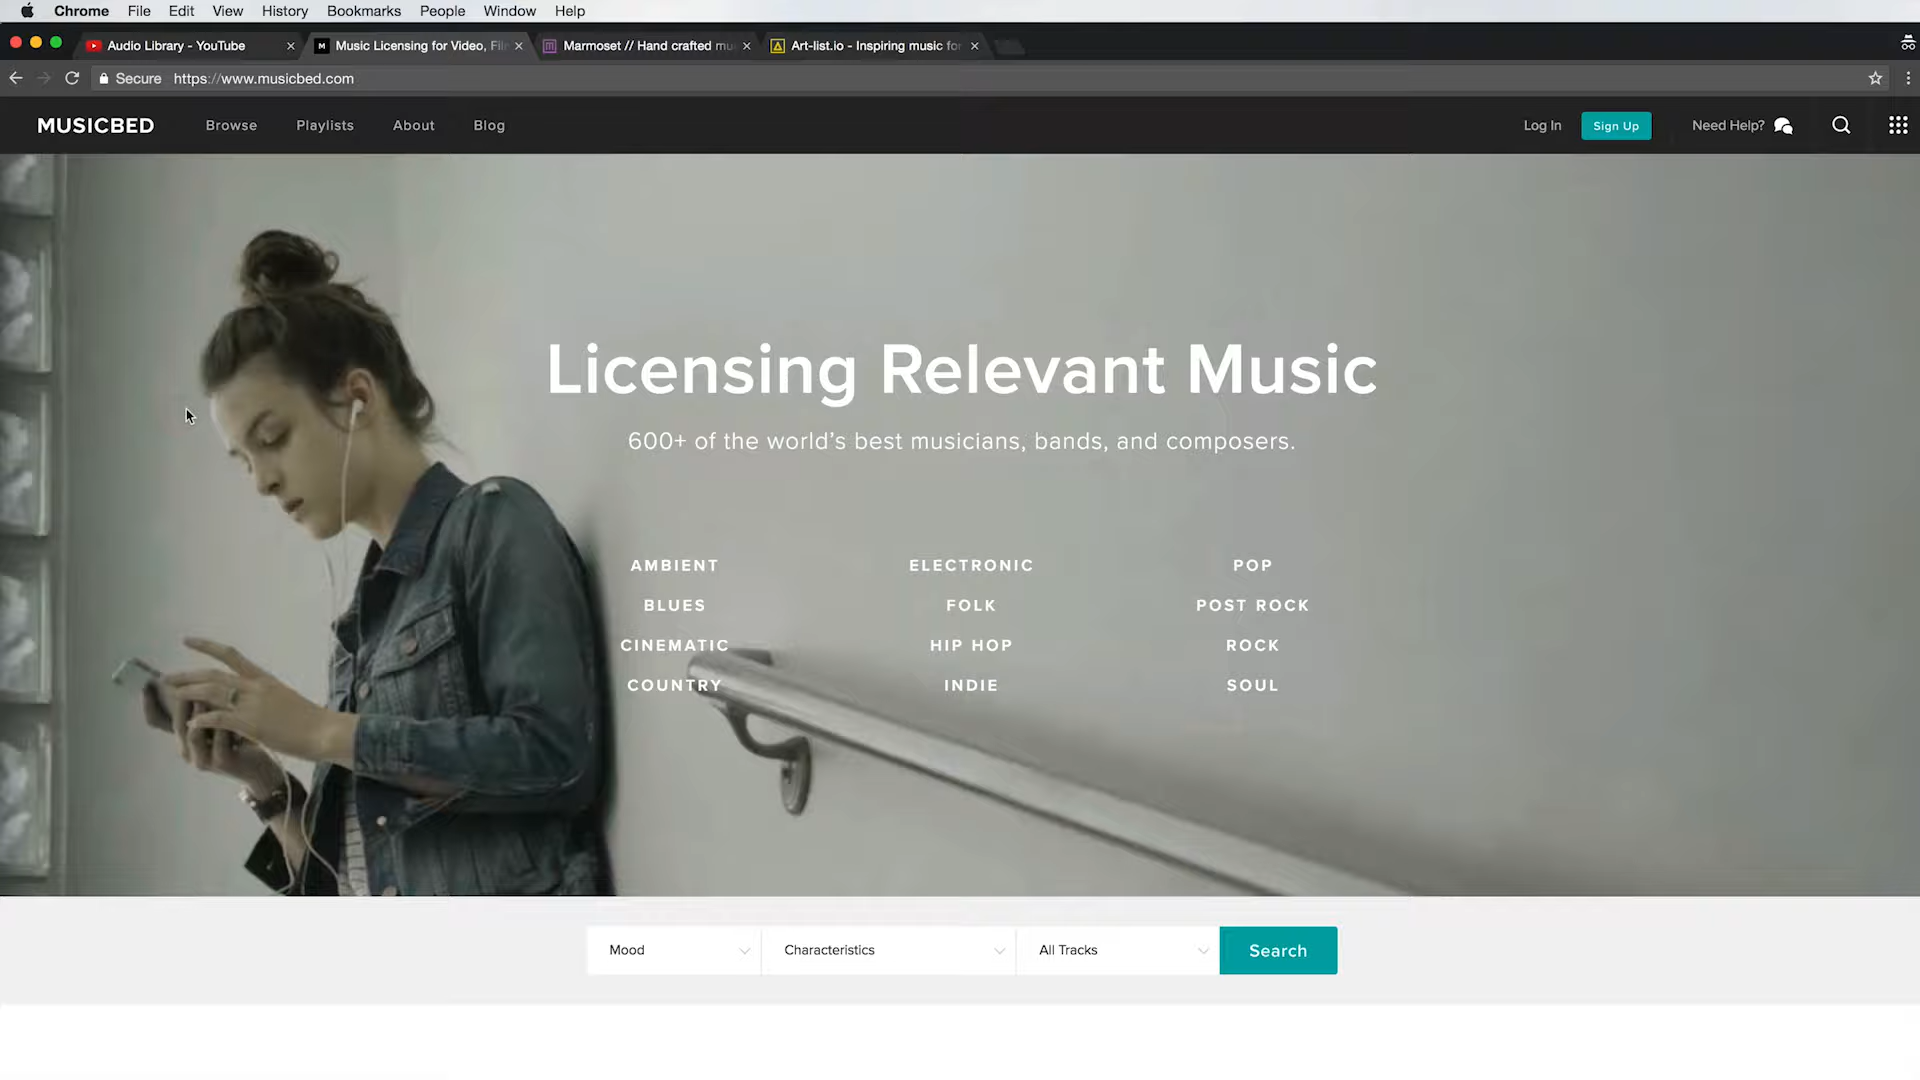 Chrome File Edit View History Bookmarks People Window Help
Audio Library - YouTube
Music Licensing for Video, Fil
Marmoset // Hand crafted mu
Art-list.io - Inspiring music for
Secure https://www.musicbed.com
MUSICBED Browse Playlists About Blog Log In Sign Up Need Help?
Licensing Relevant Music
600+ of the world's best musicians, bands, and composers.
AMBIENT ELECTRONIC POP
BLUES FOLK POST ROCK
CINEMATIC HIP HOP ROCK
COUNTRY INDIE SOUL
Mood Characteristics All Tracks Search